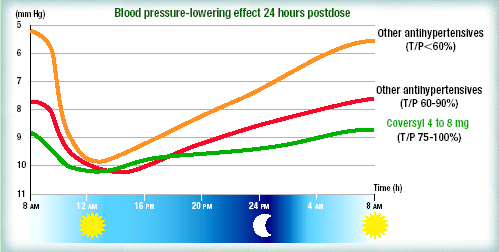 Blood pressure-lowering effect 24 hours postdose
(mm Hg)
5
6
7
8
9
10
11
Other antihypertensives
(T/P<60%)
Other antihypertensives
(T/P 60-90%)
Coversyl 4 to 8 mg
(T/P 75-100%)
Time (h)
8 AM
12 AM
16 PM
20 PM
24 PM
4 AM
8 AM